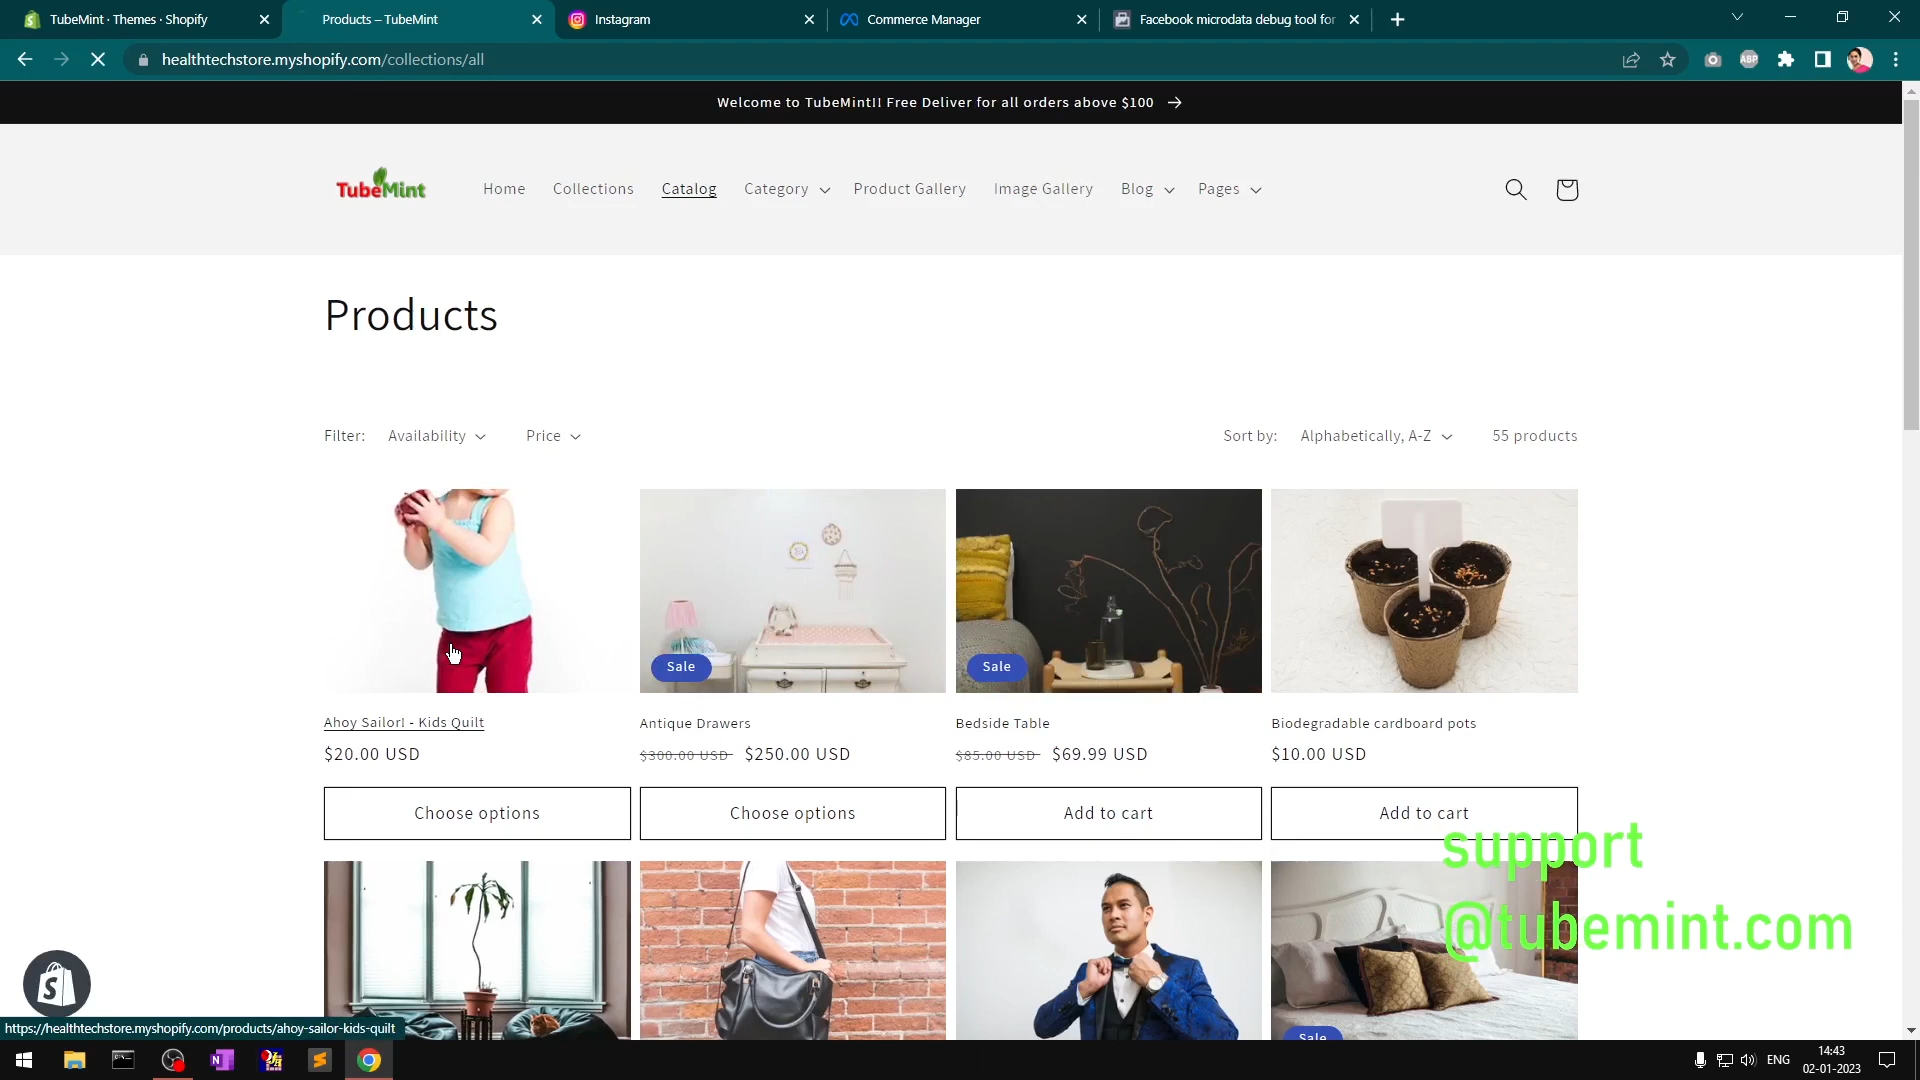 TubeMint · Themes · Shopify
Products – TubeMint
Instagram
Commerce Manager
Facebook microdata debug tool for
healthtechstore.myshopify.com/collections/all
ABP
Welcome to TubeMint!! Free Deliver for all orders above $100
TubeMint
Home
Collections
Catalog
Category
Product Gallery
Image Gallery
Blog
Pages
Products
Filter:
Availability
Price
Sort by:
Alphabetically, A-Z
55 products
Sale
Sale
Ahoy Sailor! - Kids Quilt
Antique Drawers
Bedside Table
Biodegradable cardboard pots
$20.00 USD
$300.00 USD $250.00 USD
$85.00 USD $69.99 USD
$10.00 USD
Choose options
Choose options
Add to cart
Add to cart
support
@tubemint.com
Sale
https://healthtechstore.myshopify.com/products/ahoy-sailor-kids-quilt
ENG
14:43
02-01-2023